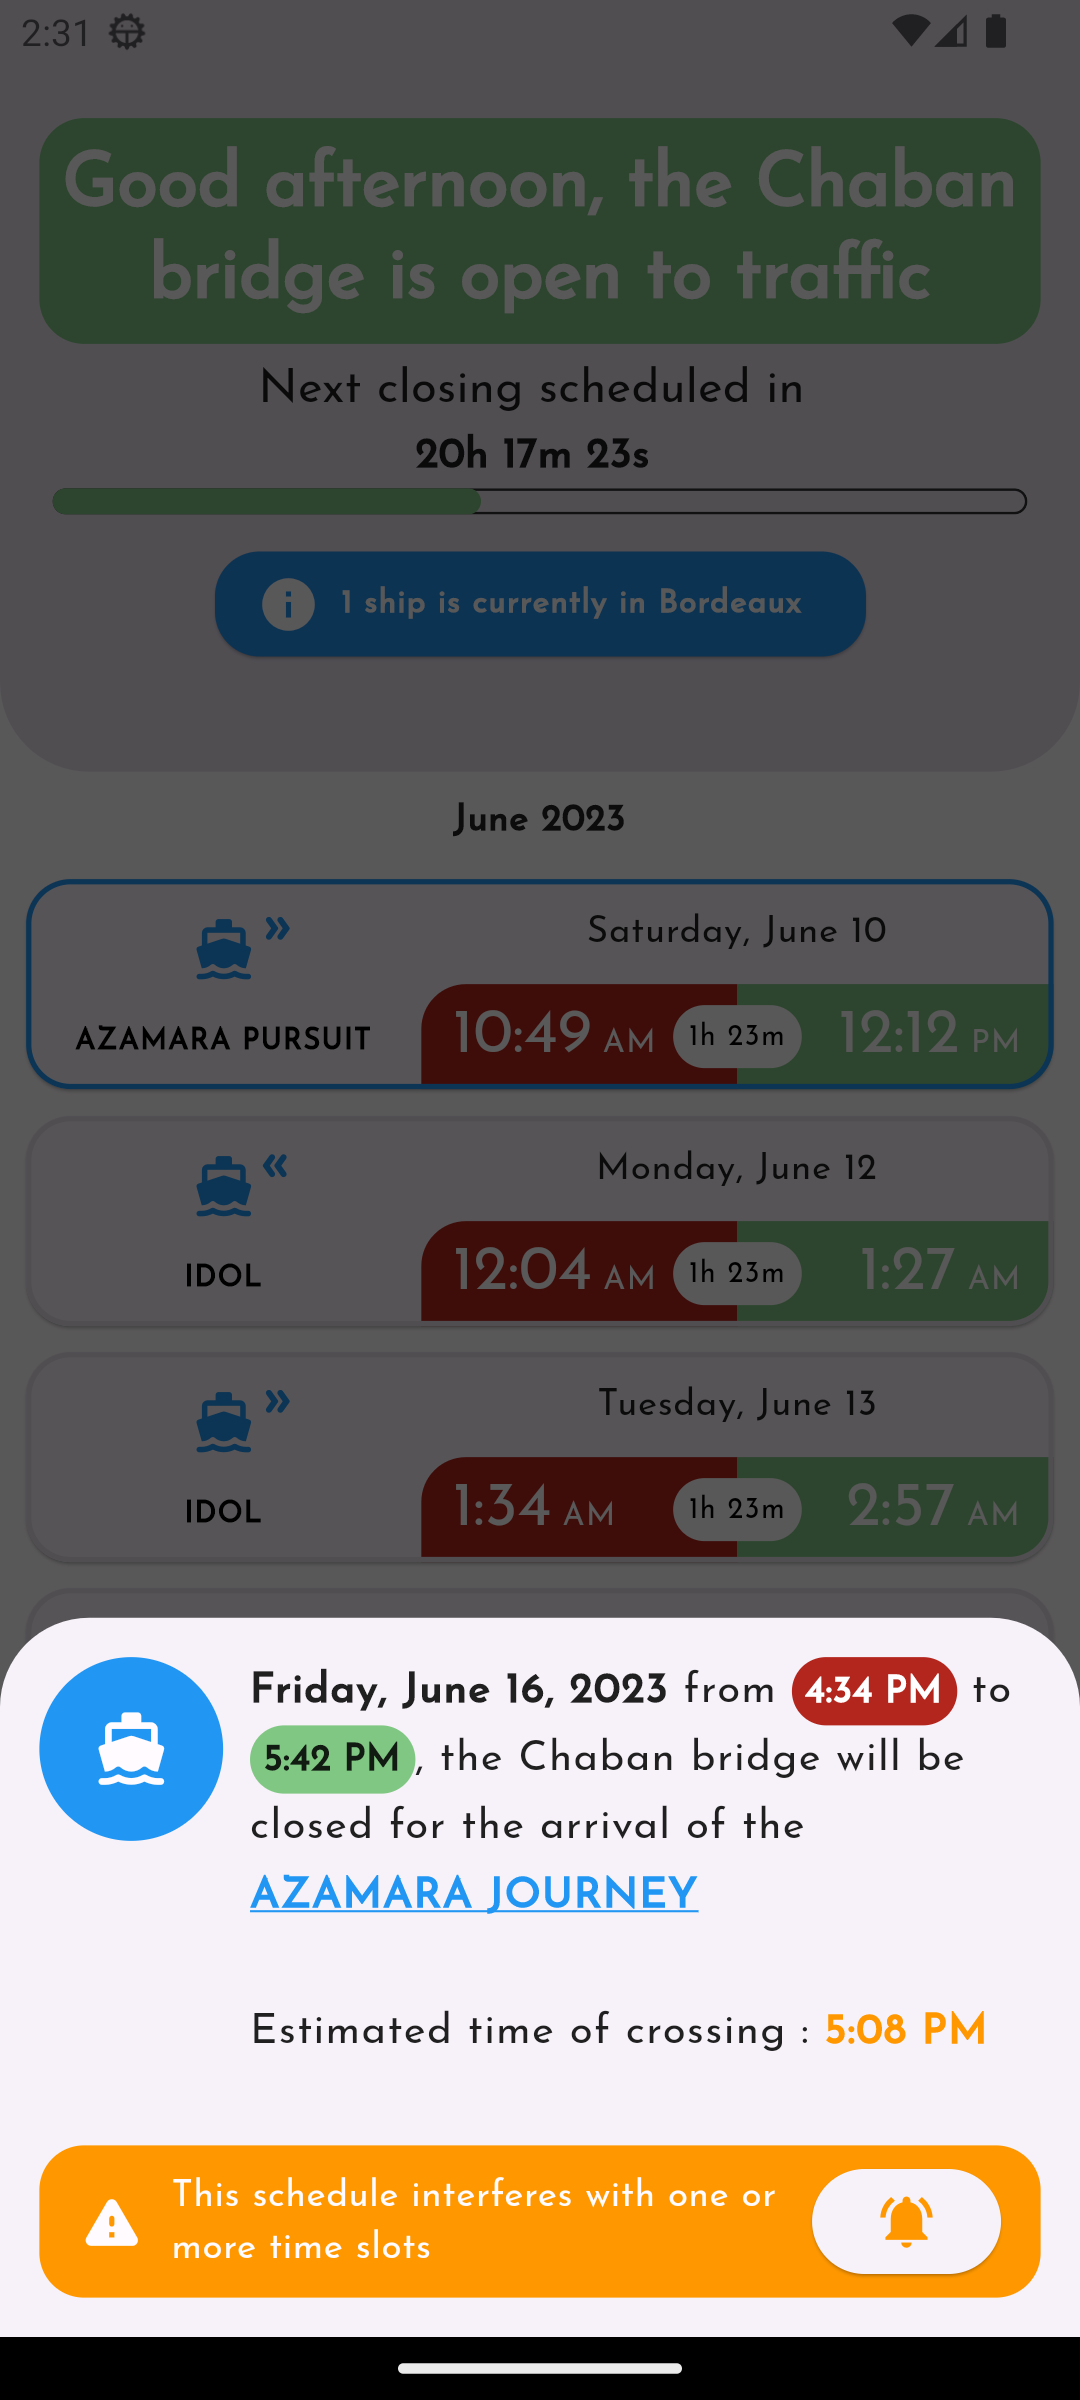 2:31
Good afternoon, the Chaban
bridge is open to traffic
Next closing scheduled in
20h 17m 23s
1 ship is currently in Bordeaux
June 2023
Saturday, June 10
AZAMARA PURSUIT
10:49 AM 1h 23m 12:12 PM
Monday, June 12
IDOL
12:04 AM 1h 23m 1:27 AM
Tuesday, June 13
IDOL
1:34 AM 1h 23m 2:57 AM
Friday, June 16, 2023 from 4:34 PM to
5:42 PM, the Chaban bridge will be
closed for the arrival of the
AZAMARA JOURNEY
Estimated time of crossing : 5:08 PM
This schedule interferes with one or
more time slots